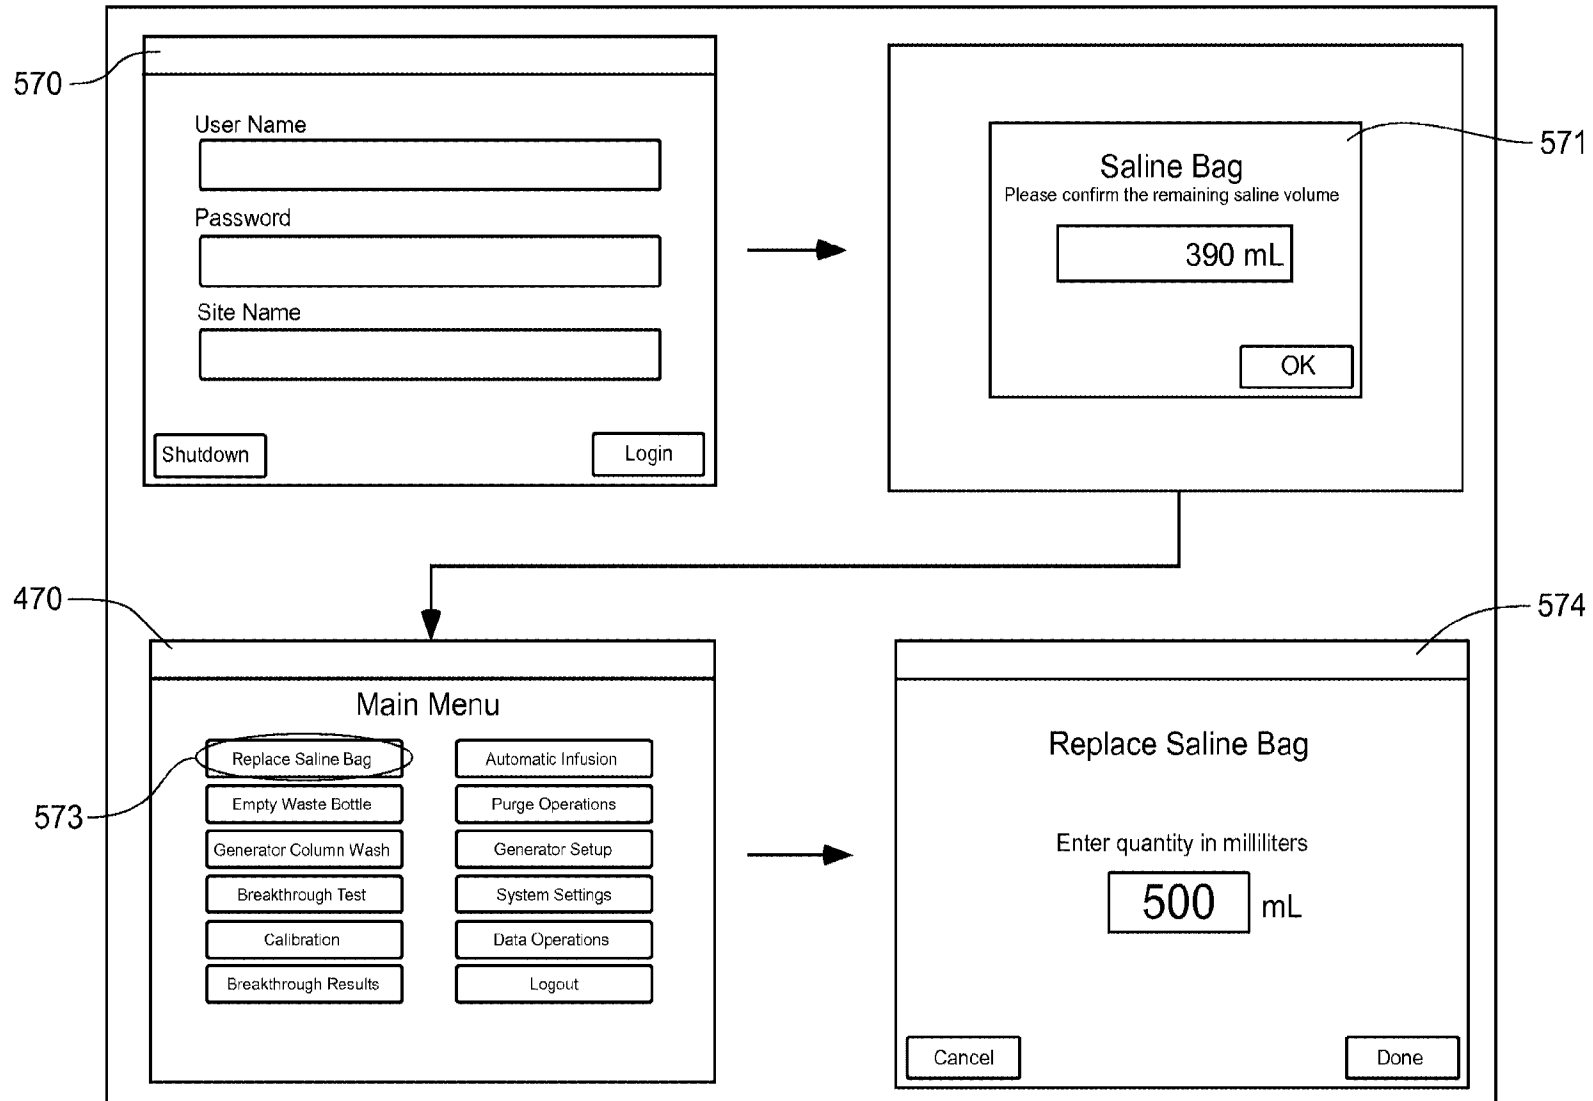 570
User Name
Password
Site Name
Shutdown
Login
571
Saline Bag
Please confirm the remaining saline volume
390 mL
OK
470
Main Menu
573
Replace Saline Bag
Automatic Infusion
Empty Waste Bottle
Purge Operations
Generator Column Wash
Generator Setup
Breakthrough Test
System Settings
Calibration
Data Operations
Breakthrough Results
Logout
574
Replace Saline Bag
Enter quantity in milliliters
500 mL
Cancel
Done